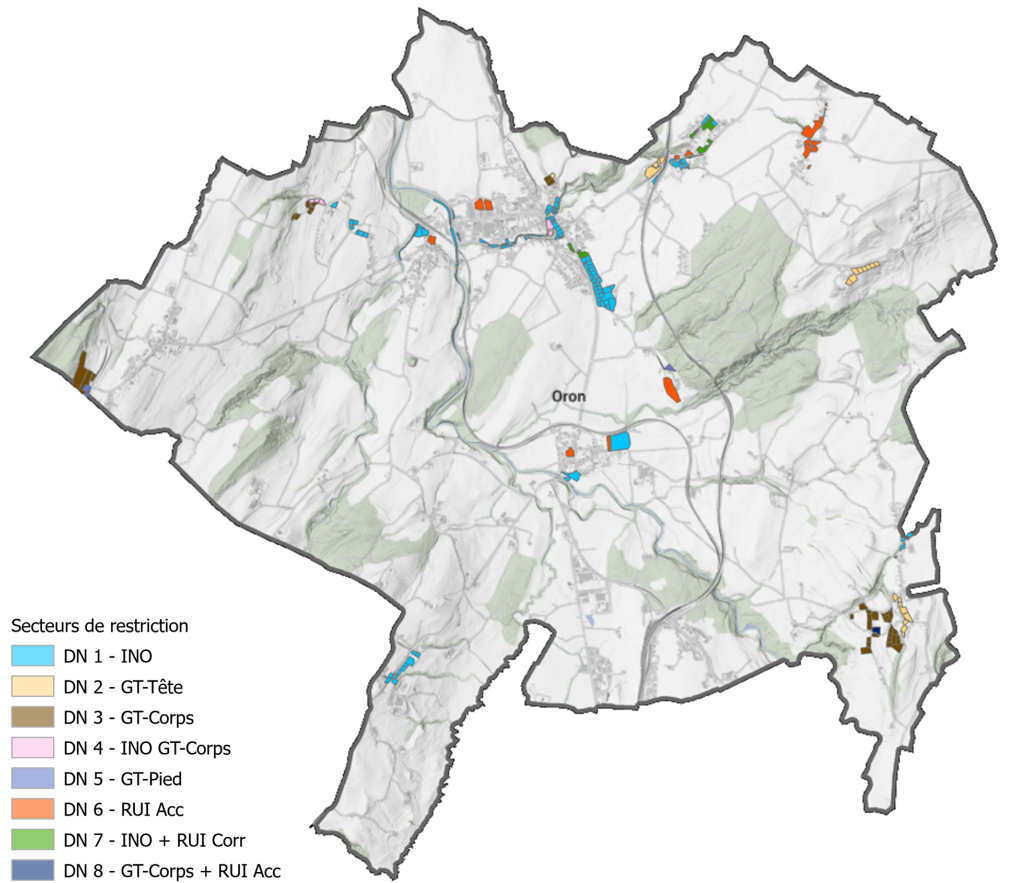 Oron
Secteurs de restriction
DN 1 - INO
DN 2 - GT-Tête
DN 3 - GT-Corps
DN 4 - INO GT-Corps
DN 5 - GT-Pied
DN 6 - RUI Acc
DN 7 - INO + RUI Corr
DN 8 - GT-Corps + RUI Acc